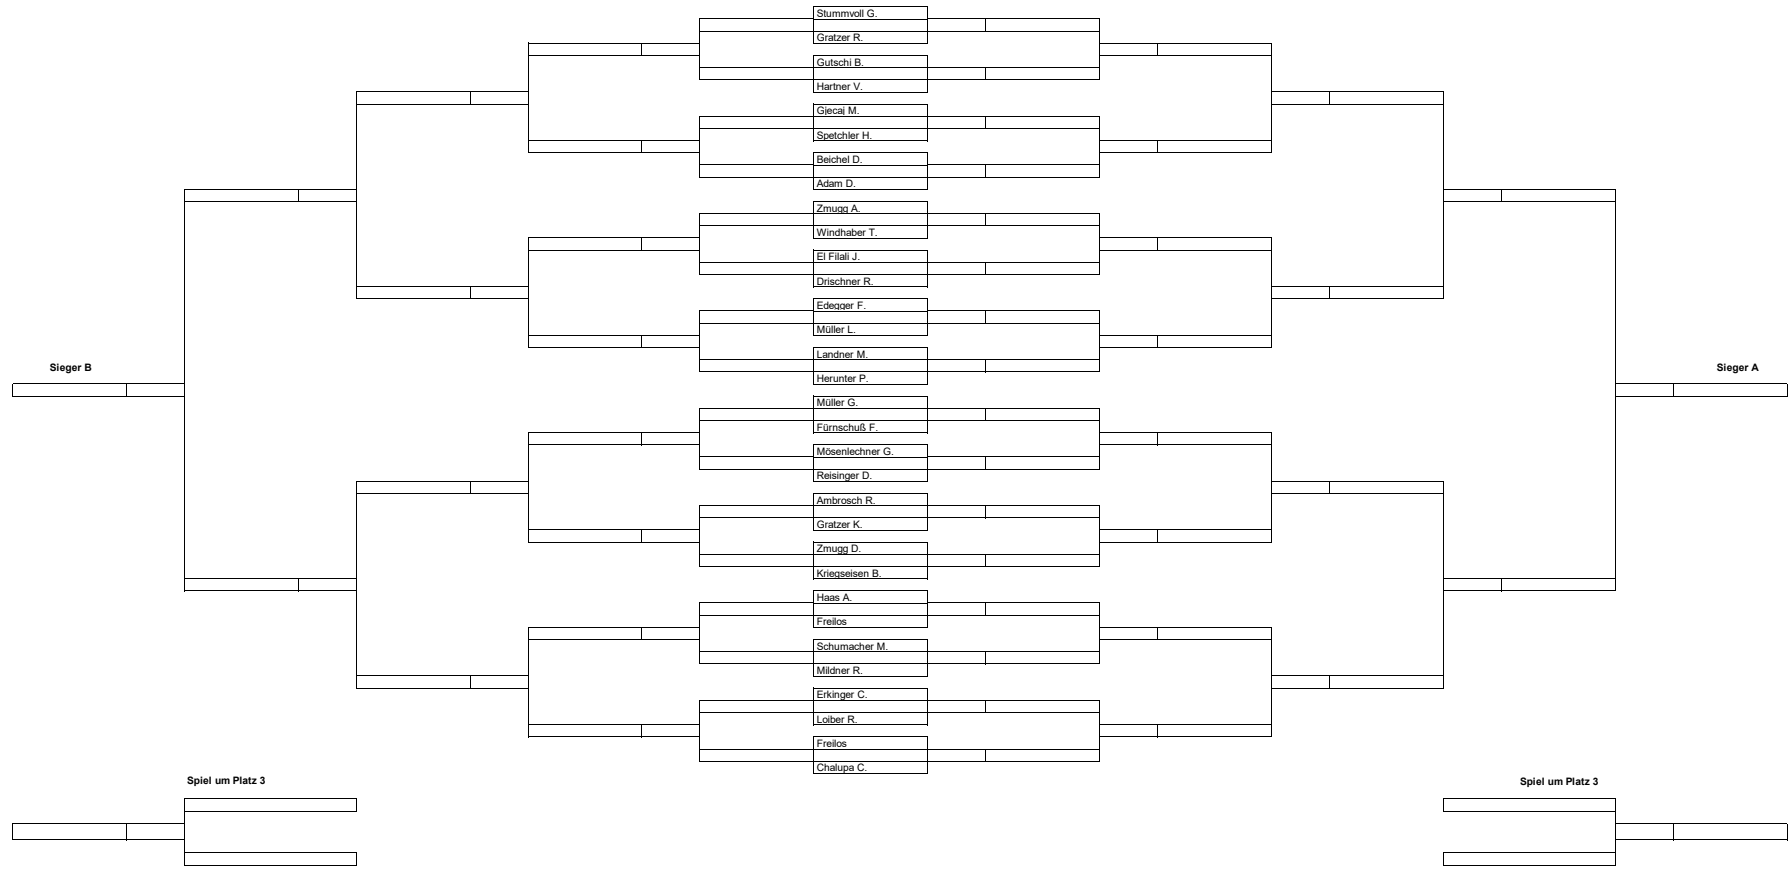 Stummvoll G.
Gratzer R.
Gutschi B.
Hartner V.
Gjecaj M.
Spetchler H.
Beichel D.
Adam D.
Zmugg A.
Windhaber T.
El Filali J.
Drischner R.
Edegger F.
Müller L.
Landner M.
Herunter P.
Sieger B
Sieger A
Müller G.
Fürnschuß F.
Mösenlechner G.
Reisinger D.
Ambrosch R.
Gratzer K.
Zmugg D.
Kriegseisen B.
Haas A.
Freilos
Schumacher M.
Mildner R.
Erkinger C.
Loiber R.
Freilos
Chalupa C.
Spiel um Platz 3
Spiel um Platz 3